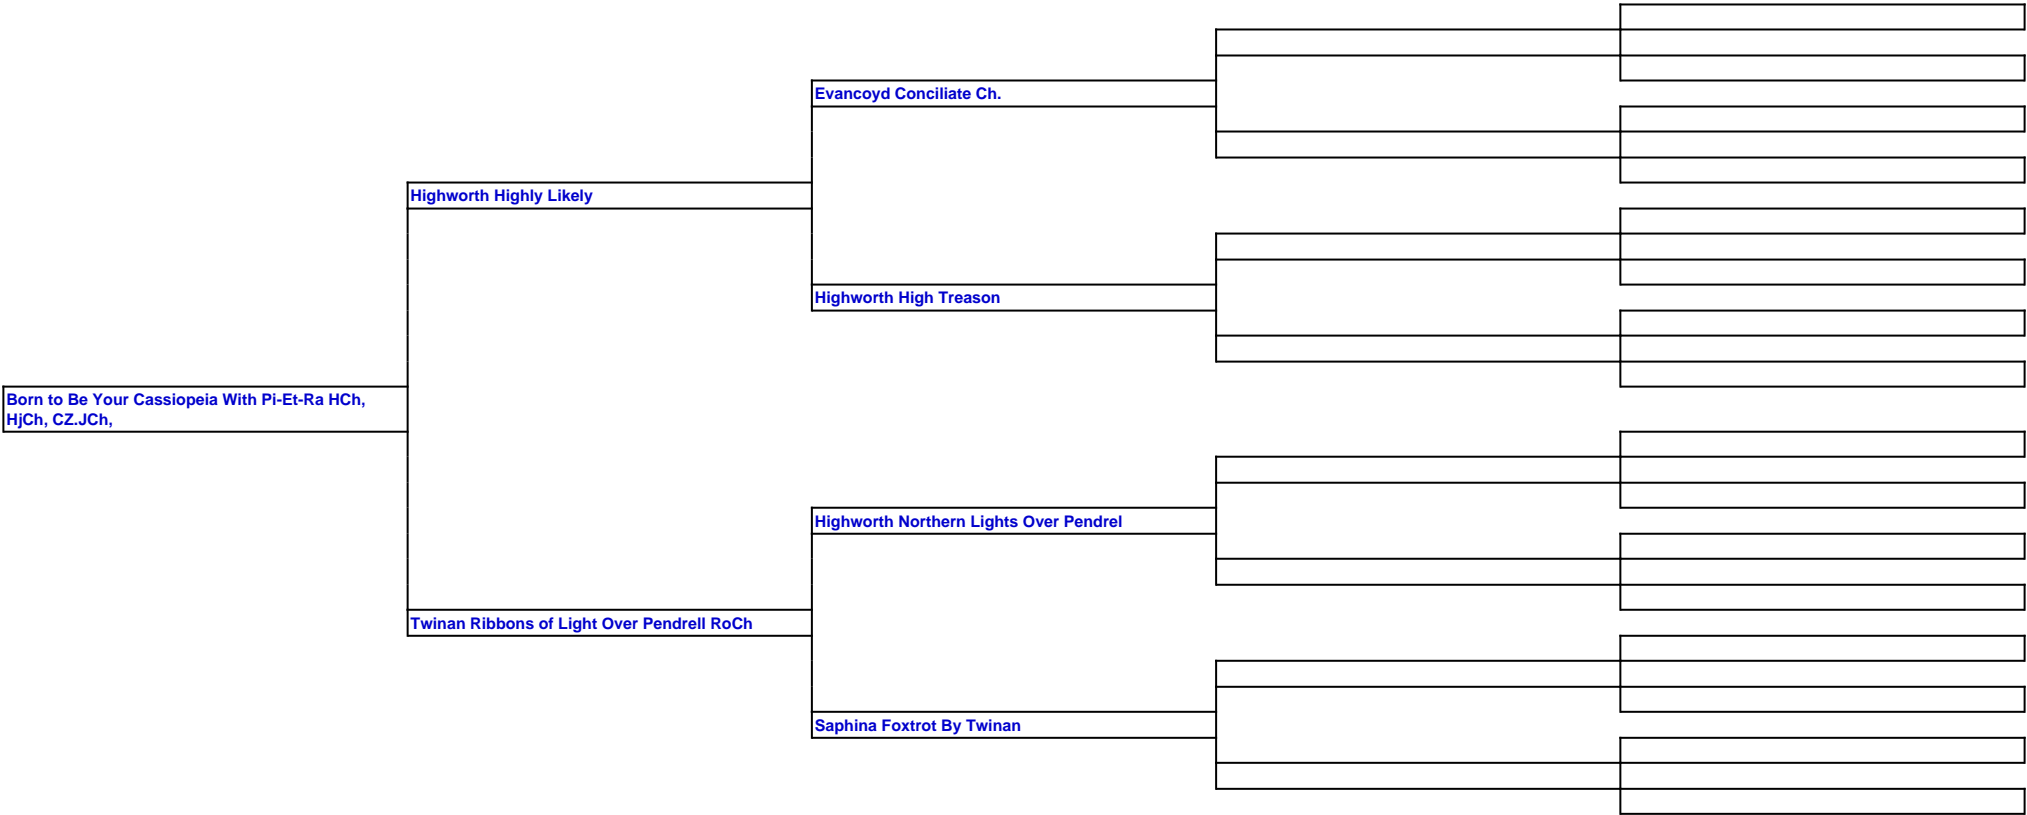 Evancoyd Conciliate Ch.
Highworth Highly Likely
Highworth High Treason
Born to Be Your Cassiopeia With Pi-Et-Ra HCh,
HjCh, CZ.JCh,
Highworth Northern Lights Over Pendrel
Twinan Ribbons of Light Over Pendrell RoCh
Saphina Foxtrot By Twinan